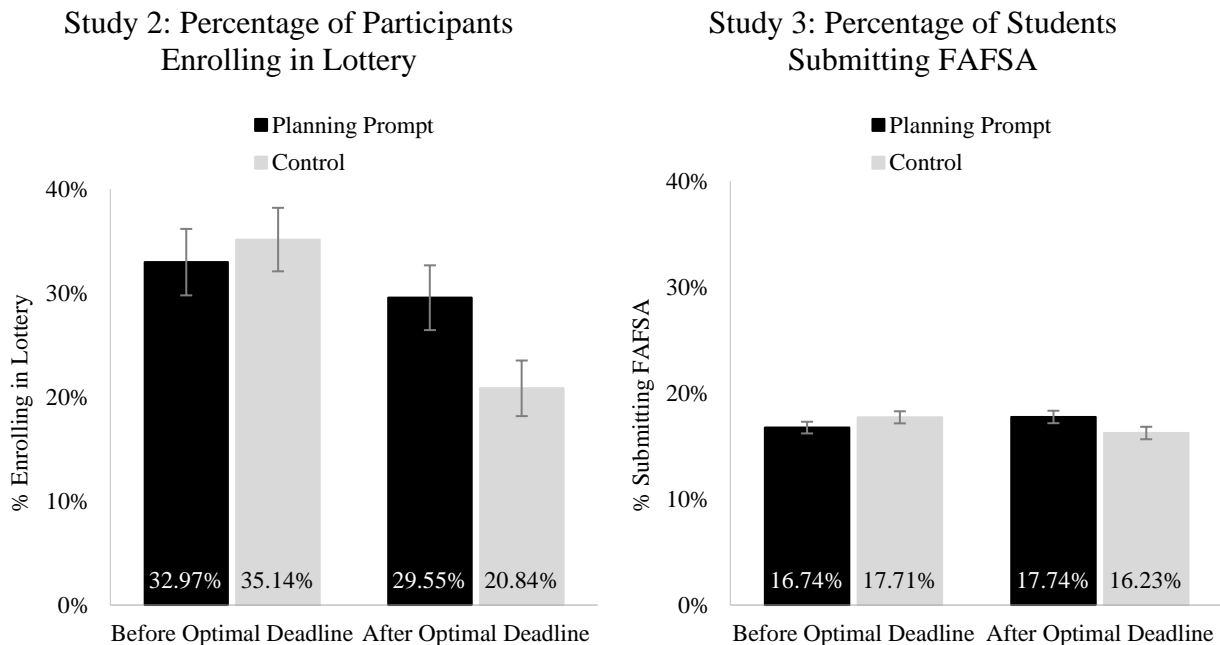 Study 2: Percentage of Participants
Enrolling in Lottery
Planning Prompt
Control
% Enrolling in Lottery
40%
30%
20%
10%
0%
32.97%
35.14%
29.55%
20.84%
Before Optimal Deadline
After Optimal Deadline
Study 3: Percentage of Students
Submitting FAFSA
Planning Prompt
Control
% Submitting FAFSA
40%
30%
20%
10%
0%
16.74%
17.71%
17.74%
16.23%
Before Optimal Deadline
After Optimal Deadline